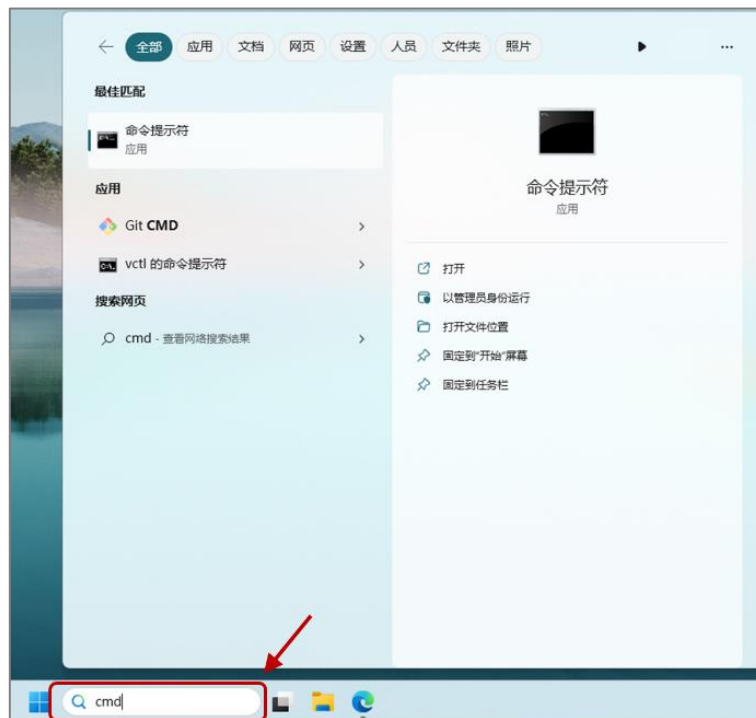 全部 应用 文档 网页 设置 人员 文件夹 照片
最佳匹配
命令提示符
应用
应用
Git CMD
vctl 的命令提示符
搜索网页
cmd - 查看网络搜索结果
命令提示符
应用
打开
以管理员身份运行
打开文件位置
固定到"开始"屏幕
固定到任务栏
cmd